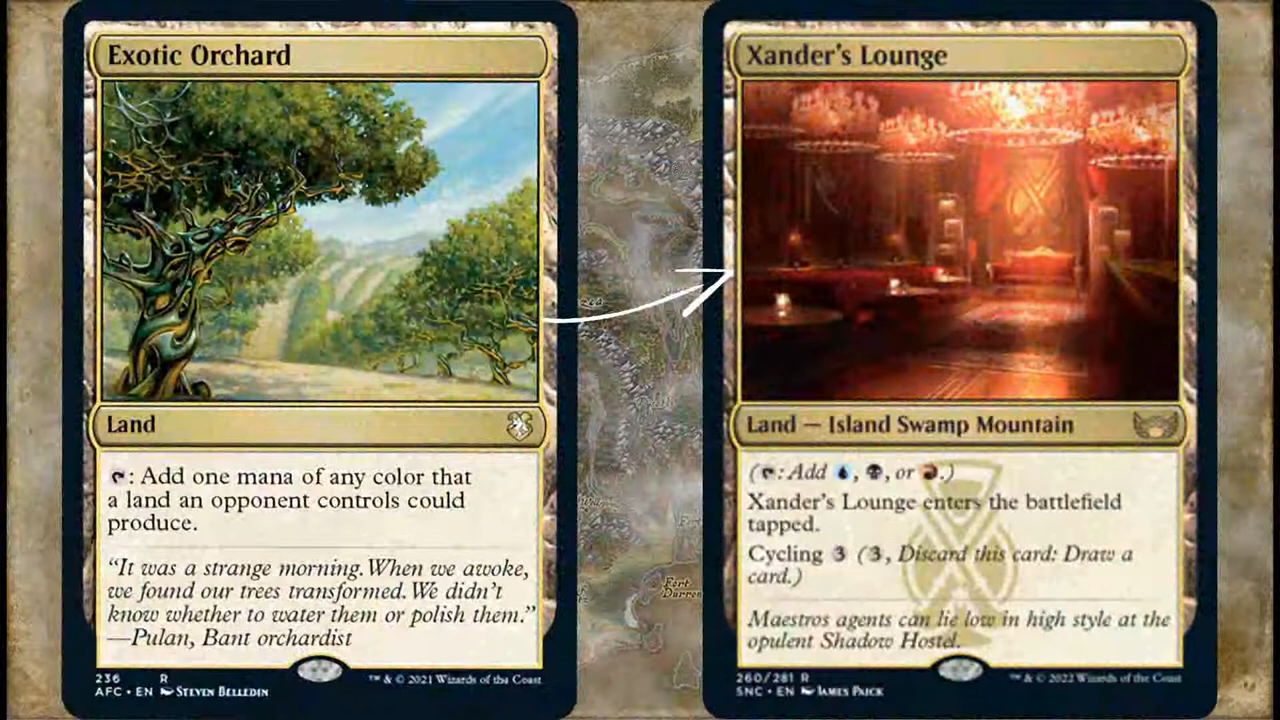 Exotic Orchard
Land
: Add one mana of any color that
a land an opponent controls could
produce.
“It was a strange morning. When we awoke,
we found our trees transformed. We didn’t
know whether to water them or polish them.”
—Pulan, Bant orchardist
236 R
AFC • EN STEVEN BELLEDIN
™ & © 2021 Wizards of the Coast
Xander’s Lounge
Land — Island Swamp Mountain
( : Add , , or .)
Xander’s Lounge enters the battlefield
tapped.
Cycling 3 (3, Discard this card: Draw a
card.)
Maestros agents can lie low in high style at the
opulent Shadow Hostel.
260/281 R
SNC • EN JAMES PAICK
™ & © 2022 Wizards of the Coast
Fort